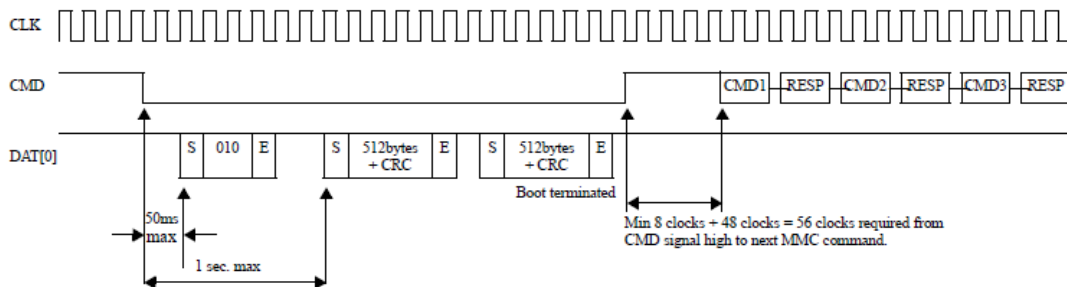 CLK
CMD
CMD1 RESP CMD2 RESP CMD3 RESP
DAT[0]
S 010 E S 512bytes + CRC E S 512bytes + CRC E
Boot terminated
50ms
max
Min 8 clocks + 48 clocks = 56 clocks required from
CMD signal high to next MMC command.
1 sec. max